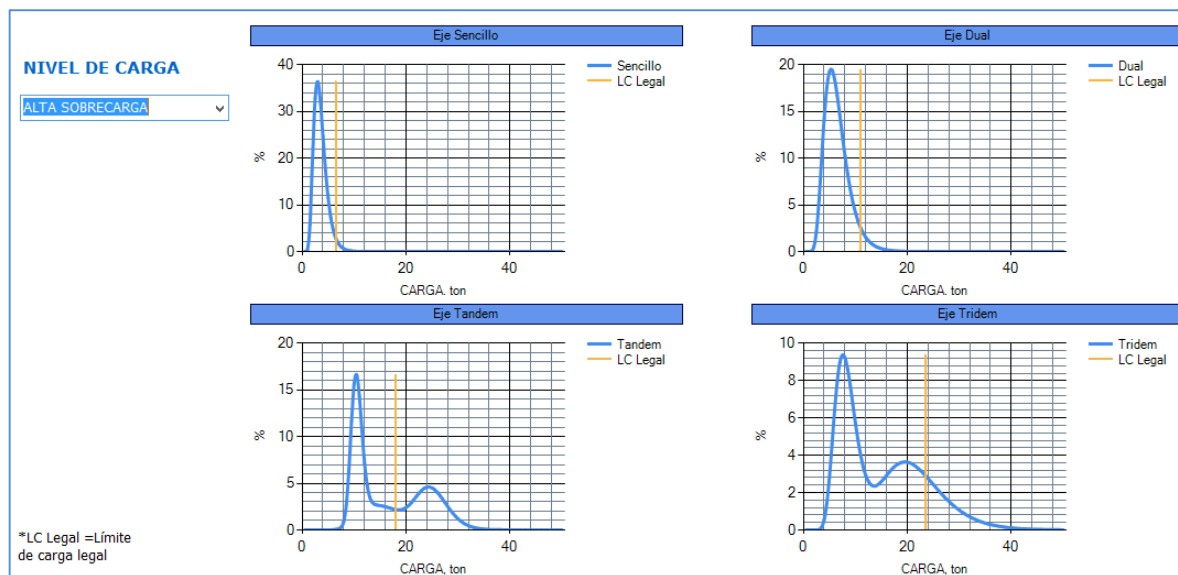 NIVEL DE CARGA
ALTA SOBRECARGA
Eje Sencillo
40
30
20
10
0
%
0 20 40
CARGA. ton
Sencillo
LC Legal
Eje Dual
20
15
10
5
0
%
0 20 40
CARGA. ton
Dual
LC Legal
Eje Tandem
20
15
10
5
0
%
0 20 40
CARGA, ton
Tandem
LC Legal
Eje Tridem
10
8
6
4
2
0
%
0 20 40
CARGA, ton
Tridem
LC Legal
*LC Legal =Límite
de carga legal